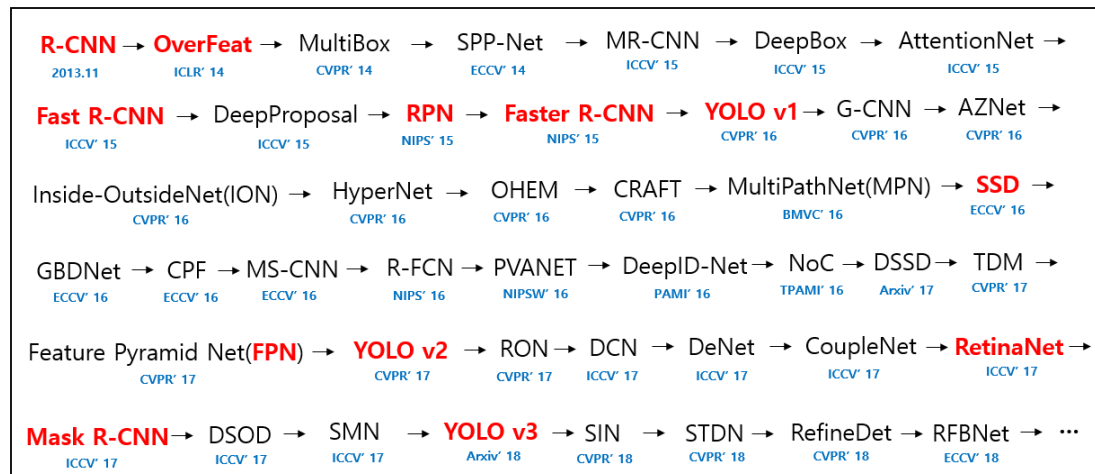 R-CNN → OverFeat → MultiBox → SPP-Net → MR-CNN → DeepBox → AttentionNet →
2013.11 ICLR' 14 CVPR' 14 ECCV' 14 ICCV' 15 ICCV' 15 ICCV' 15
Fast R-CNN → DeepProposal → RPN → Faster R-CNN → YOLO v1 → G-CNN → AZNet →
ICCV' 15 ICCV' 15 NIPS' 15 NIPS' 15 CVPR' 16 CVPR' 16 CVPR' 16
Inside-OutsideNet(ION) → HyperNet → OHEM → CRAFT → MultiPathNet(MPN) → SSD →
CVPR' 16 CVPR' 16 CVPR' 16 CVPR' 16 BMVC' 16 ECCV' 16
GBDNet → CPF → MS-CNN → R-FCN → PVANET → DeepID-Net → NoC → DSSD → TDM →
ECCV' 16 ECCV' 16 ECCV' 16 NIPS' 16 NIPSW' 16 PAMI' 16 TPAMI' 16 Arxiv' 17 CVPR' 17
Feature Pyramid Net(FPN) → YOLO v2 → RON → DCN → DeNet → CoupleNet → RetinaNet →
CVPR' 17 CVPR' 17 CVPR' 17 ICCV' 17 ICCV' 17 ICCV' 17 ICCV' 17
Mask R-CNN → DSOD → SMN → YOLO v3 → SIN → STDN → RefineDet → RFBNet → ⋯
ICCV' 17 ICCV' 17 ICCV' 17 Arxiv' 18 CVPR' 18 CVPR' 18 CVPR' 18 ECCV' 18